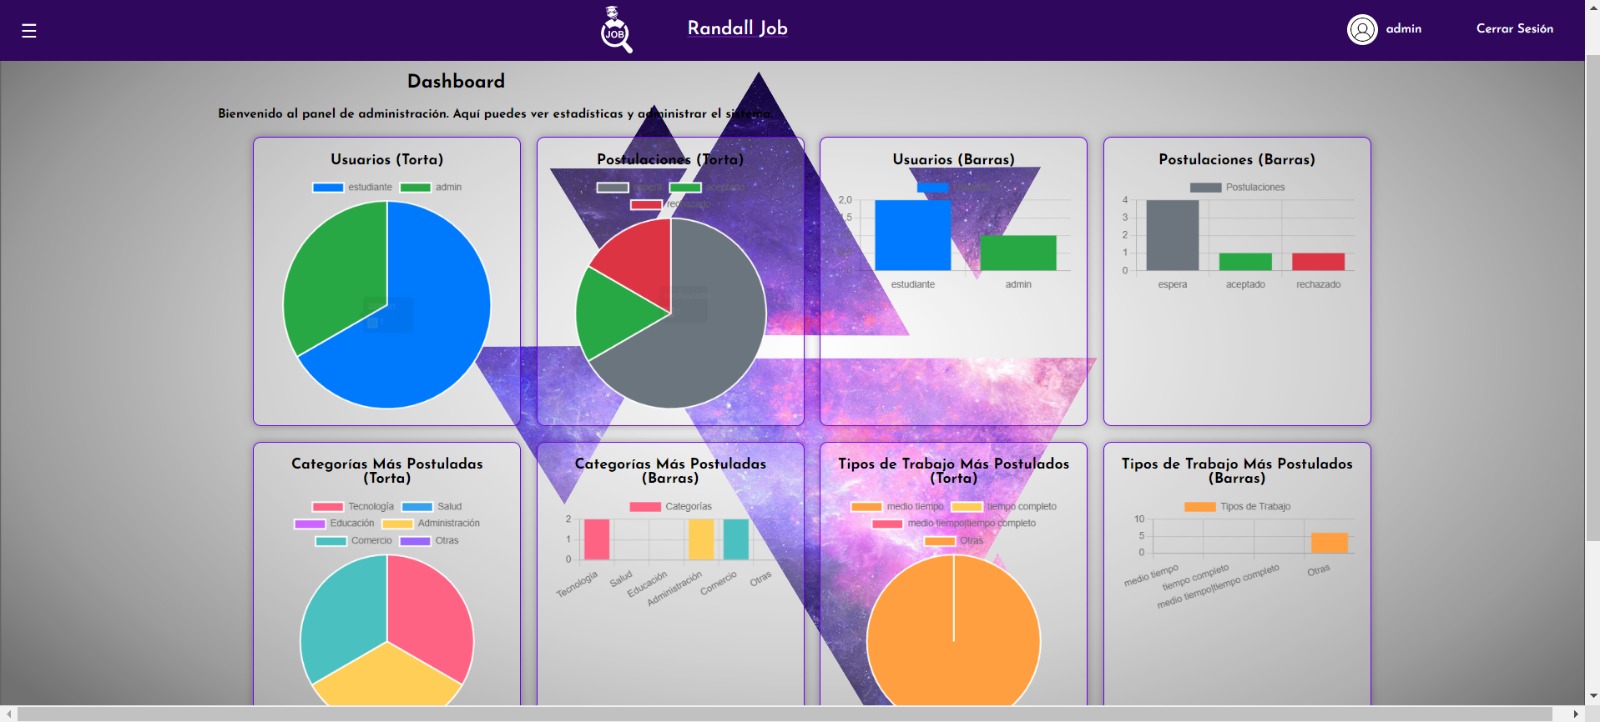 ☰
JOB
Randall Job
admin
Cerrar Sesión
Dashboard
Bienvenido al panel de administración. Aquí puedes ver estadísticas y administrar el sistema.
Usuarios (Torta)
estudiante admin
Postulaciones (Torta)
espera aceptado
rechazado
Usuarios (Barras)
2,0
1,5
0
estudiante admin
Postulaciones (Barras)
Postulaciones
4
3
2
1
0
espera aceptado rechazado
Categorías Más Postuladas
(Torta)
Tecnología Salud
Educación Administración
Comercio Otras
Categorías Más Postuladas
(Barras)
Categorías
2
1
0
Tecnología Salud Educación Administración Comercio Otras
Tipos de Trabajo Más Postulados
(Torta)
medio tiempo tiempo completo
medio tiempo|tiempo completo
Otras
Tipos de Trabajo Más Postulados
(Barras)
Tipos de Trabajo
10
5
0
medio tiempo tiempo completo medio tiempo|tiempo completo Otras